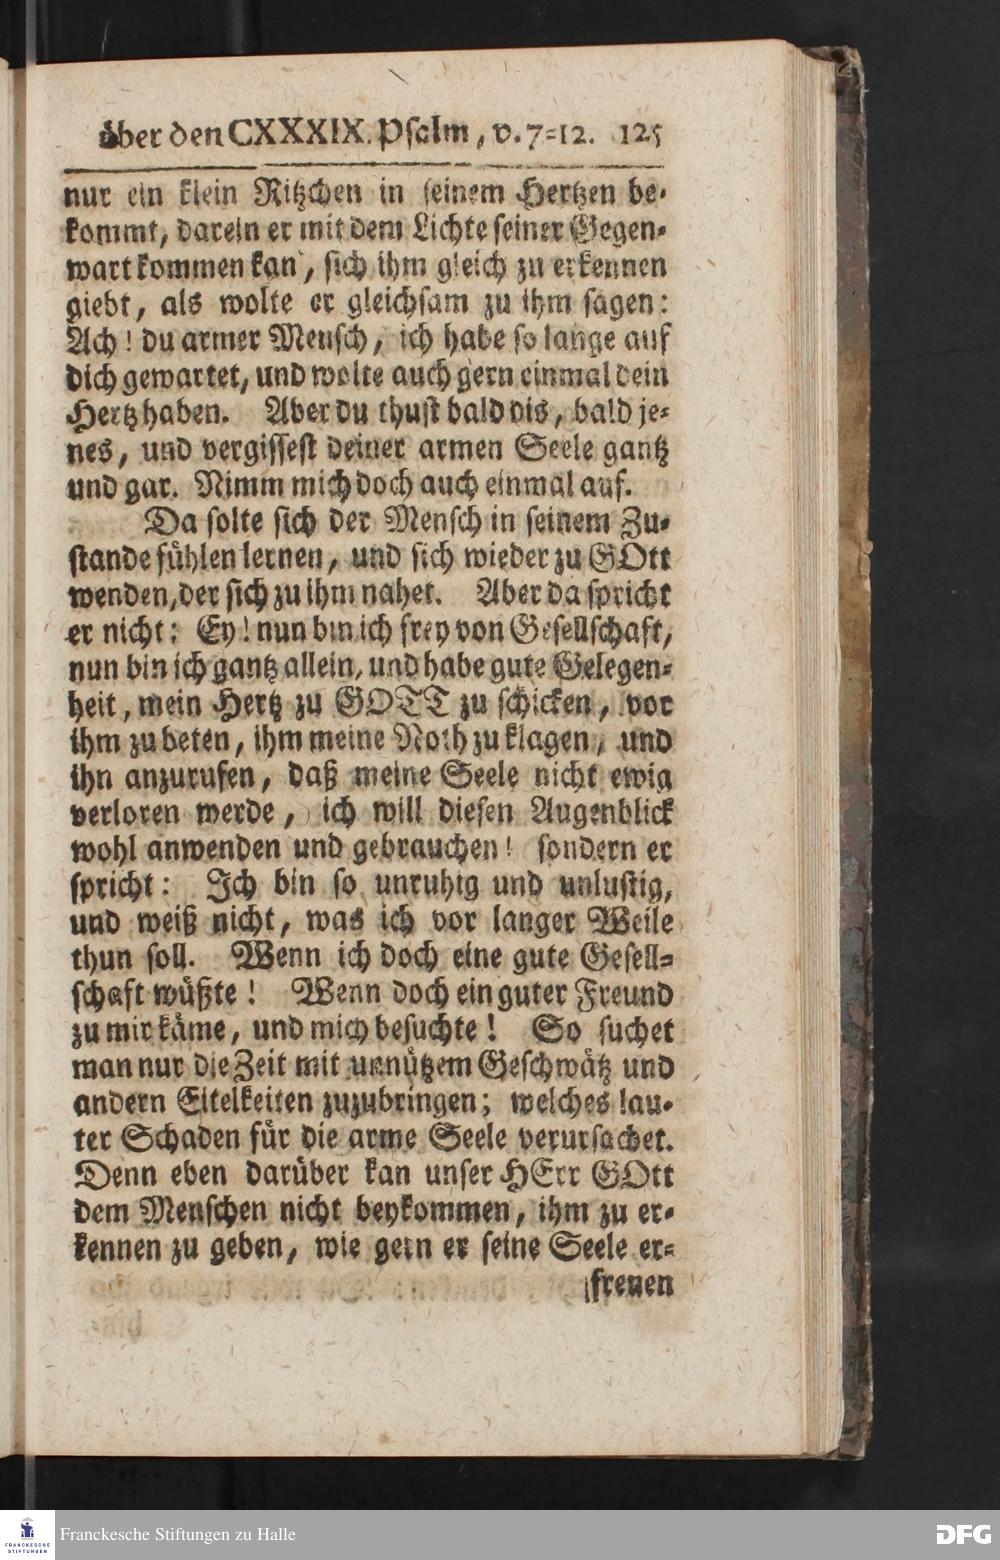 über den CXXXIX. Psalm, v. 7=12. 125
nur ein klein Ritzchen in seinem Hertzen be-
kommt, darein er mit dem Lichte seiner Gegen-
wart kommen kan, sich ihm gleich zu erkennen
giebt, als wolte er gleichsam zu ihm sagen:
Ach! du armer Mensch, ich habe so lange auf
dich gewartet, und wolte auch gern einmal dein
Hertz haben. Aber du thust bald dis, bald je-
nes, und vergissest deiner armen Seele gantz
und gar. Nimm mich doch auch einmal auf.
Da solte sich der Mensch in seinem Zu-
stande fühlen lernen, und sich wieder zu GOtt
wenden, der sich zu ihm nahet. Aber da spricht
er nicht: Ey! nun bin ich frey von Gesellschaft,
nun bin ich gantz allein, und habe gute Gelegen-
heit, mein Hertz zu GOTT zu schicken, vor
ihm zu beten, ihm meine Noth zu klagen, und
ihn anzurufen, daß meine Seele nicht ewig
verloren werde, ich will diesen Augenblick
wohl anwenden und gebrauchen! sondern er
spricht: Ich bin so unruhig und unlustig,
und weiß nicht, was ich vor langer Weile
thun soll. Wenn ich doch eine gute Gesell-
schaft wüßte! Wenn doch ein guter Freund
zu mir käme, und mich besuchte! So suchet
man nur die Zeit mit unnützem Geschwätz und
andern Eitelkeiten zuzubringen; welches lau-
ter Schaden für die arme Seele verursachet.
Denn eben darüber kan unser HErr GOtt
dem Menschen nicht beykommen, ihm zu er-
kennen zu geben, wie gern er seine Seele er-
freuen
FRANCKESCHE
STIFTUNGEN
Franckesche Stiftungen zu Halle
DFG